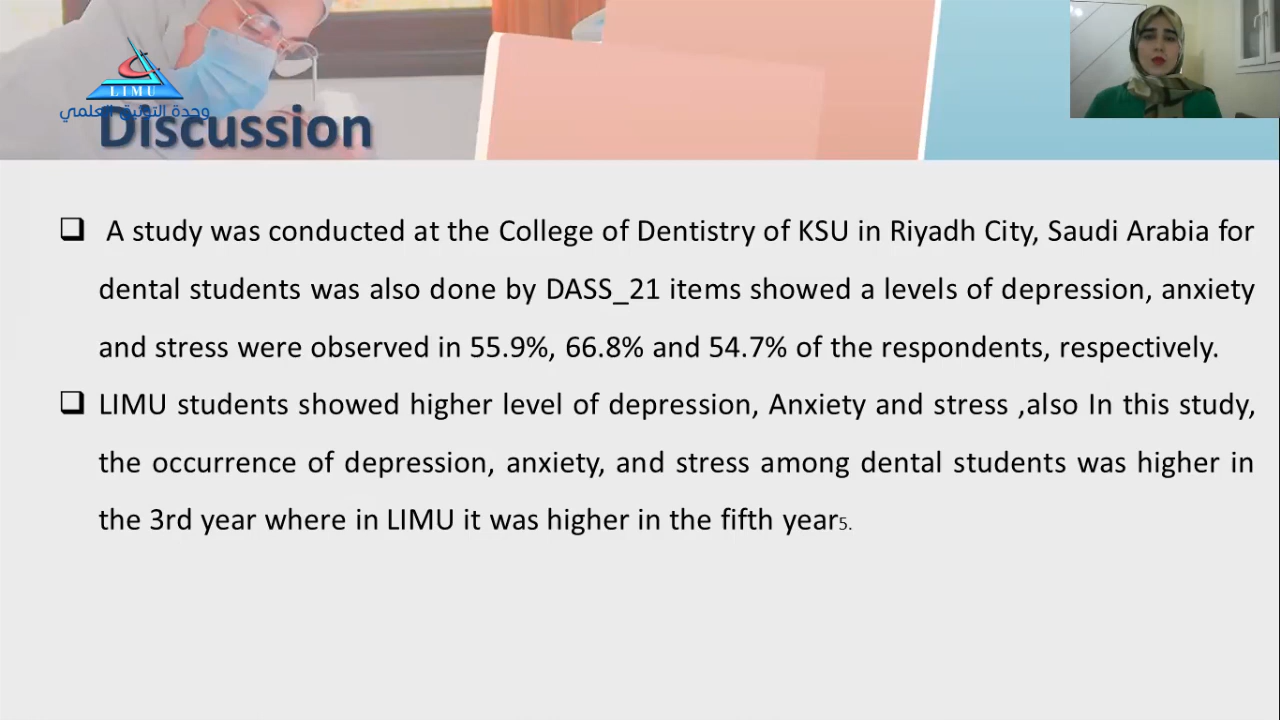 LIMU
وحدة التوثيق العلمي
Discussion
❑ A study was conducted at the College of Dentistry of KSU in Riyadh City, Saudi Arabia for
dental students was also done by DASS_21 items showed a levels of depression, anxiety
and stress were observed in 55.9%, 66.8% and 54.7% of the respondents, respectively.
❑ LIMU students showed higher level of depression, Anxiety and stress ,also In this study,
the occurrence of depression, anxiety, and stress among dental students was higher in
the 3rd year where in LIMU it was higher in the fifth year5.